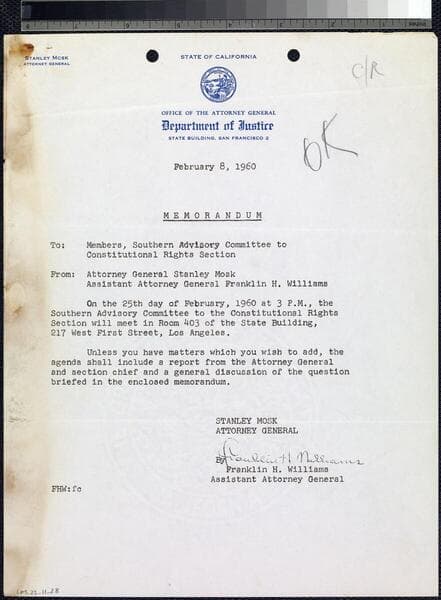 STANLEY MOSK
ATTORNEY GENERAL
STATE OF CALIFORNIA
C/R
OFFICE OF THE ATTORNEY GENERAL
Department of Justice
STATE BUILDING, SAN FRANCISCO 2
OK
February 8, 1960
MEMORANDUM
To: Members, Southern Advisory Committee to
Constitutional Rights Section
From: Attorney General Stanley Mosk
Assistant Attorney General Franklin H. Williams
On the 25th day of February, 1960 at 3 P.M., the
Southern Advisory Committee to the Constitutional Rights
Section will meet in Room 403 of the State Building,
217 West First Street, Los Angeles.
Unless you have matters which you wish to add, the
agenda shall include a report from the Attorney General
and section chief and a general discussion of the question
briefed in the enclosed memorandum.
STANLEY MOSK
ATTORNEY GENERAL
By Franklin H. Williams
Franklin H. Williams
Assistant Attorney General
FHW:fc